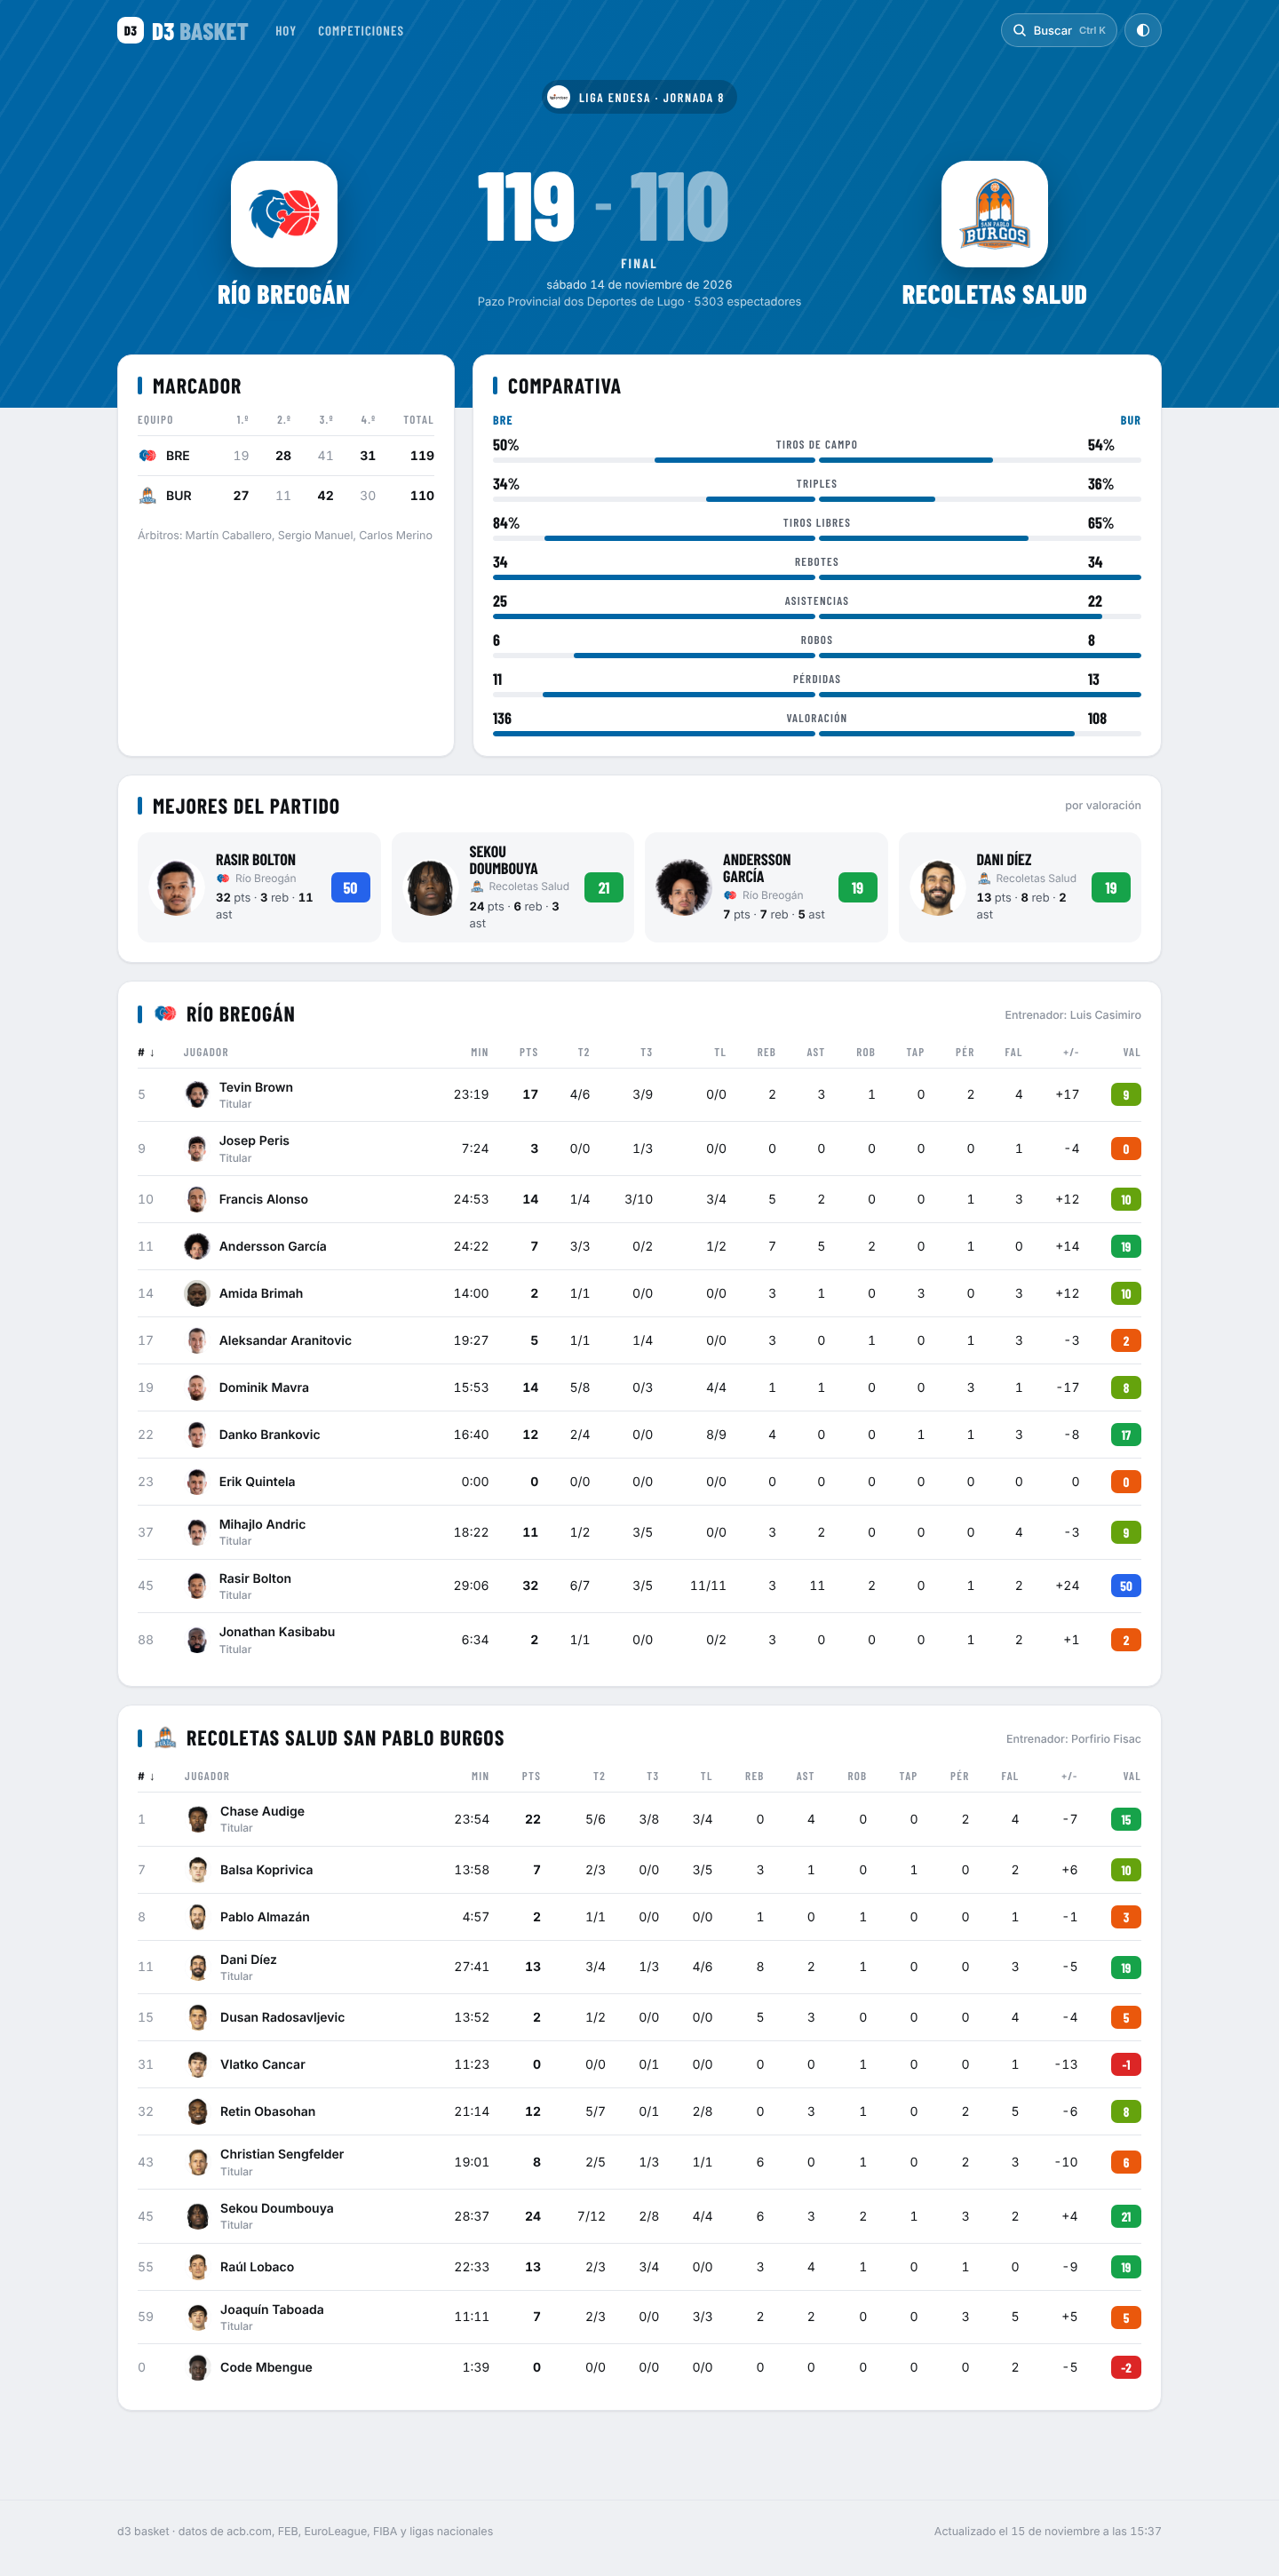 D3 D3 BASKET HOY COMPETICIONES Buscar Ctrl K
LIGA ENDESA · JORNADA 8
119 - 110
FINAL
sábado 14 de noviembre de 2026
Pazo Provincial dos Deportes de Lugo · 5303 espectadores
RÍO BREOGÁN
SAN PABLO
BURGOS
RECOLETAS SALUD
MARCADOR
EQUIPO 1.º 2.º 3.º 4.º TOTAL
BRE 19 28 41 31 119
BUR 27 11 42 30 110
Árbitros: Martín Caballero, Sergio Manuel, Carlos Merino
COMPARATIVA
BRE BUR
50% TIROS DE CAMPO 54%
34% TRIPLES 36%
84% TIROS LIBRES 65%
34 REBOTES 34
25 ASISTENCIAS 22
6 ROBOS 8
11 PÉRDIDAS 13
136 VALORACIÓN 108
MEJORES DEL PARTIDO por valoración
RASIR BOLTON
Río Breogán
32 pts · 3 reb · 11
ast
50
SEKOU
DOUMBOUYA
Recoletas Salud
24 pts · 6 reb · 3
ast
21
ANDERSSON
GARCÍA
Río Breogán
7 pts · 7 reb · 5 ast
19
DANI DÍEZ
Recoletas Salud
13 pts · 8 reb · 2
ast
19
RÍO BREOGÁN Entrenador: Luis Casimiro
# ↓ JUGADOR MIN PTS T2 T3 TL REB AST ROB TAP PÉR FAL +/- VAL
5 Tevin Brown 23:19 17 4/6 3/9 0/0 2 3 1 0 2 4 +17 9
Titular
9 Josep Peris 7:24 3 0/0 1/3 0/0 0 0 0 0 0 1 -4 0
Titular
10 Francis Alonso 24:53 14 1/4 3/10 3/4 5 2 0 0 1 3 +12 10
11 Andersson García 24:22 7 3/3 0/2 1/2 7 5 2 0 1 0 +14 19
14 Amida Brimah 14:00 2 1/1 0/0 0/0 3 1 0 3 0 3 +12 10
17 Aleksandar Aranitovic 19:27 5 1/1 1/4 0/0 3 0 1 0 1 3 -3 2
19 Dominik Mavra 15:53 14 5/8 0/3 4/4 1 1 0 0 3 1 -17 8
22 Danko Brankovic 16:40 12 2/4 0/0 8/9 4 0 0 1 1 3 -8 17
23 Erik Quintela 0:00 0 0/0 0/0 0/0 0 0 0 0 0 0 0 0
37 Mihajlo Andric 18:22 11 1/2 3/5 0/0 3 2 0 0 0 4 -3 9
Titular
45 Rasir Bolton 29:06 32 6/7 3/5 11/11 3 11 2 0 1 2 +24 50
Titular
88 Jonathan Kasibabu 6:34 2 1/1 0/0 0/2 3 0 0 0 1 2 +1 2
Titular
RECOLETAS SALUD SAN PABLO BURGOS Entrenador: Porfirio Fisac
# ↓ JUGADOR MIN PTS T2 T3 TL REB AST ROB TAP PÉR FAL +/- VAL
1 Chase Audige 23:54 22 5/6 3/8 3/4 0 4 0 0 2 4 -7 15
Titular
7 Balsa Koprivica 13:58 7 2/3 0/0 3/5 3 1 0 1 0 2 +6 10
8 Pablo Almazán 4:57 2 1/1 0/0 0/0 1 0 1 0 0 1 -1 3
11 Dani Díez 27:41 13 3/4 1/3 4/6 8 2 1 0 0 3 -5 19
Titular
15 Dusan Radosavljevic 13:52 2 1/2 0/0 0/0 5 3 0 0 0 4 -4 5
31 Vlatko Cancar 11:23 0 0/0 0/1 0/0 0 0 1 0 0 1 -13 -1
32 Retin Obasohan 21:14 12 5/7 0/1 2/8 0 3 1 0 2 5 -6 8
43 Christian Sengfelder 19:01 8 2/5 1/3 1/1 6 0 1 0 2 3 -10 6
Titular
45 Sekou Doumbouya 28:37 24 7/12 2/8 4/4 6 3 2 1 3 2 +4 21
Titular
55 Raúl Lobaco 22:33 13 2/3 3/4 0/0 3 4 1 0 1 0 -9 19
59 Joaquín Taboada 11:11 7 2/3 0/0 3/3 2 2 0 0 3 5 +5 5
Titular
0 Code Mbengue 1:39 0 0/0 0/0 0/0 0 0 0 0 0 2 -5 -2
d3 basket · datos de acb.com, FEB, EuroLeague, FIBA y ligas nacionales Actualizado el 15 de noviembre a las 15:37